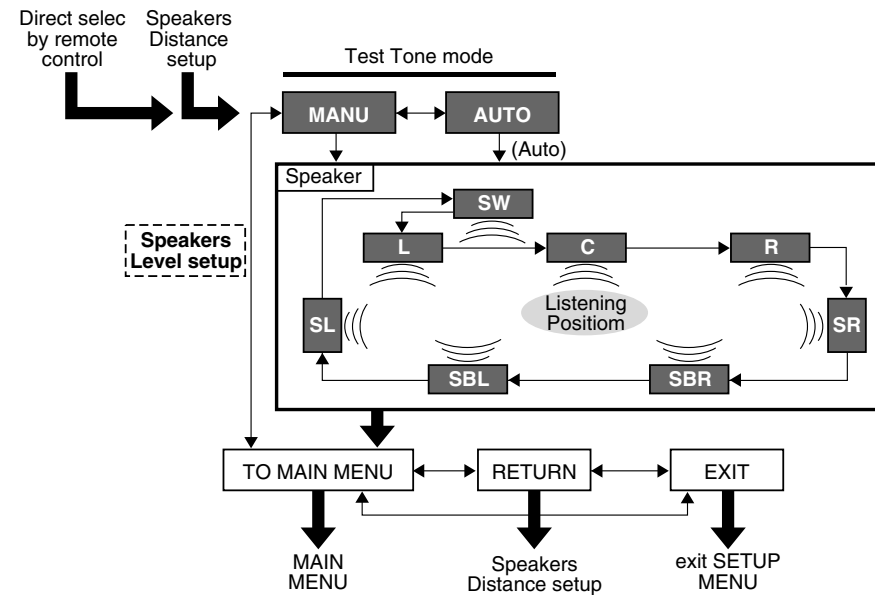 Direct selec
by remote
control
Speakers
Distance
setup
Test Tone mode
MANU
AUTO
(Auto)
Speaker
SW
L
C
R
Speakers
Level setup
Listening
Positiom
SL
SR
SBL
SBR
TO MAIN MENU
RETURN
EXIT
MAIN
MENU
Speakers
Distance setup
exit SETUP
MENU